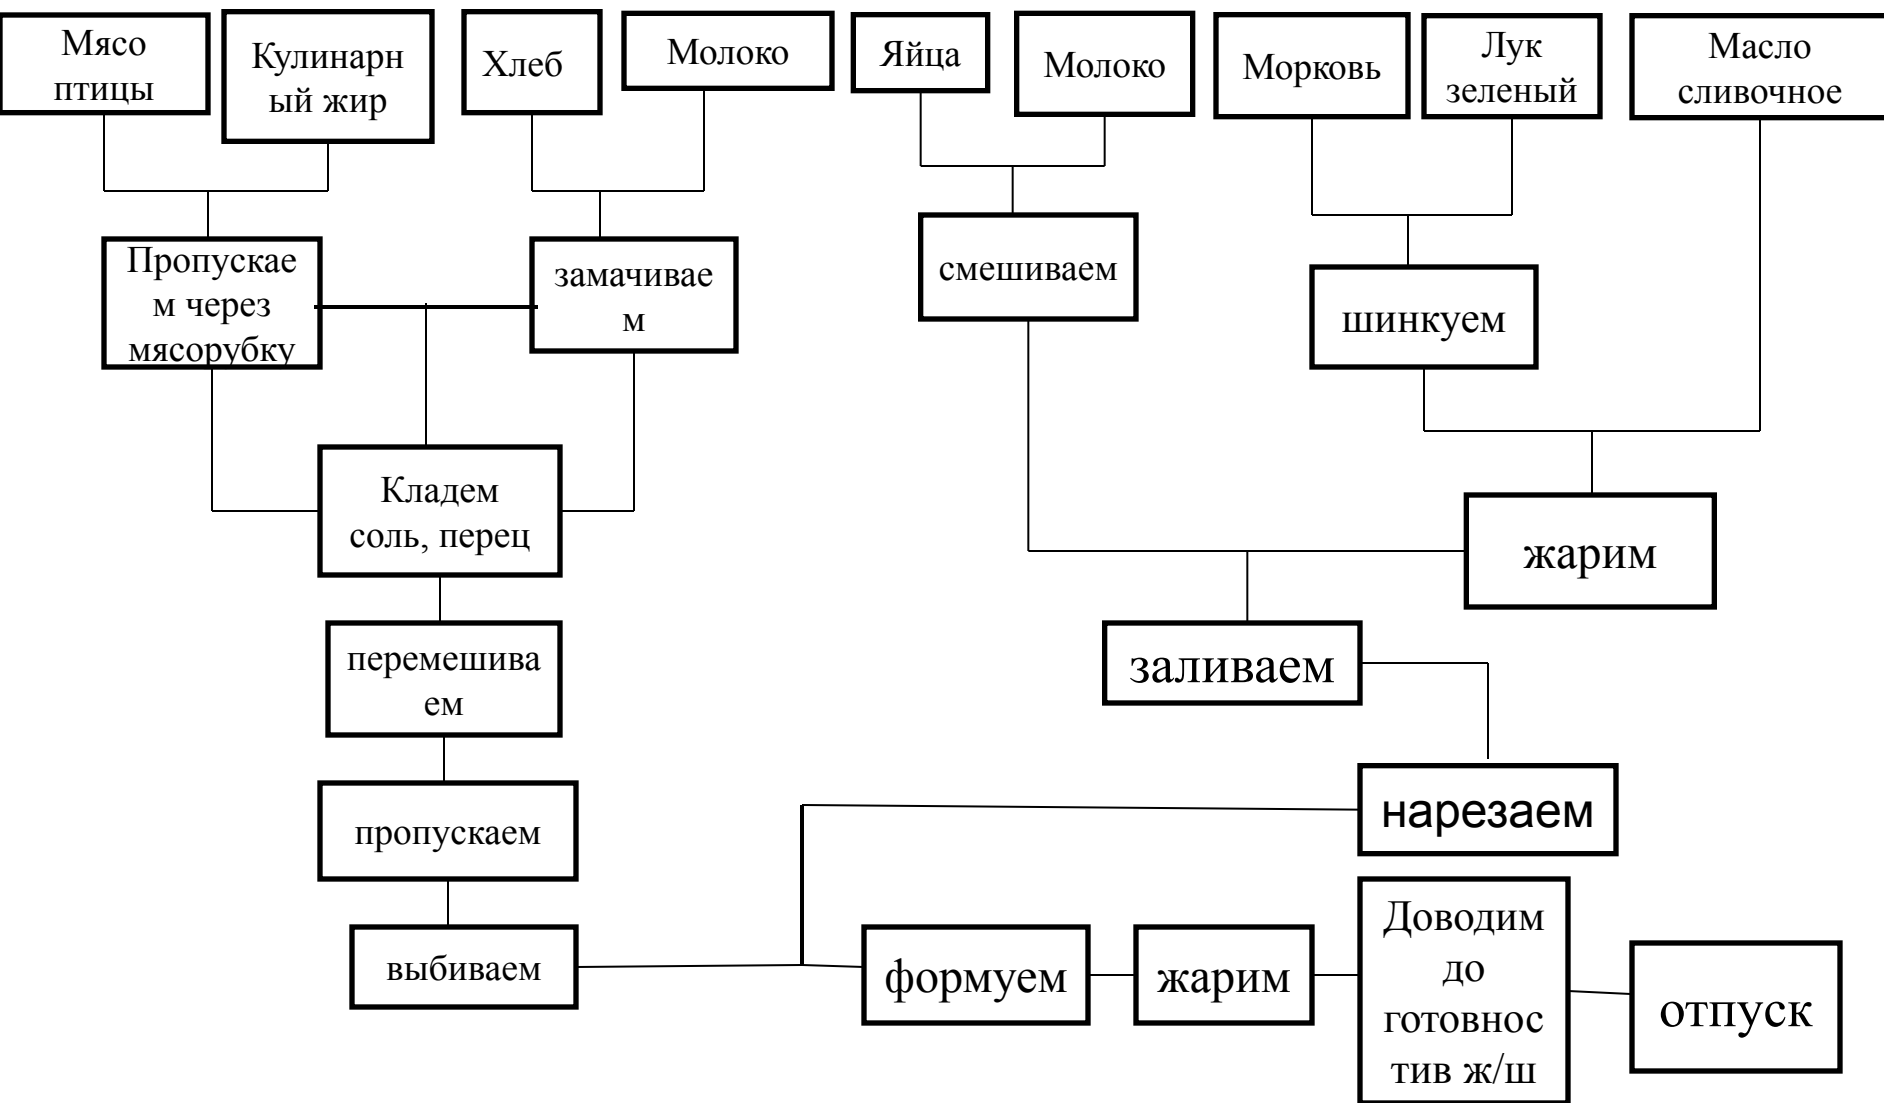 Мясо
птицы
Кулинарн
ый жир
Хлеб
Молоко
Яйца
Молоко
Морковь
Лук
зеленый
Масло
сливочное
Пропускае
м через
мясорубку
замачивае
м
смешиваем
шинкуем
Кладем
соль, перец
жарим
перемешива
ем
заливаем
пропускаем
нарезаем
выбиваем
формуем
жарим
Доводим
до
готовнос
тив ж/ш
отпуск